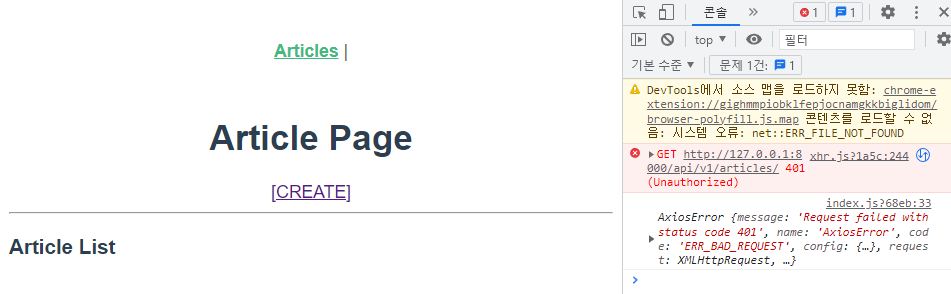 Articles |
Article Page
[CREATE]
Article List
콘솔
1
1
top
필터
기본 수준
문제 1건: 1
DevTools에서 소스 맵을 로드하지 못함: chrome-e
xtension://gighmmpiobklfepjocnamgkkbiglidom/
browser-polyfill.js.map 콘텐츠를 로드할 수 없
음: 시스템 오류: net::ERR_FILE_NOT_FOUND
GET http://127.0.0.1:8 xhr.js?1a5c:244
000/api/v1/articles/ 401
(Unauthorized)
index.js?68eb:33
AxiosError {message: 'Request failed with
status code 401', name: 'AxiosError', cod
e: 'ERR_BAD_REQUEST', config: {…}, reques
t: XMLHttpRequest, …}